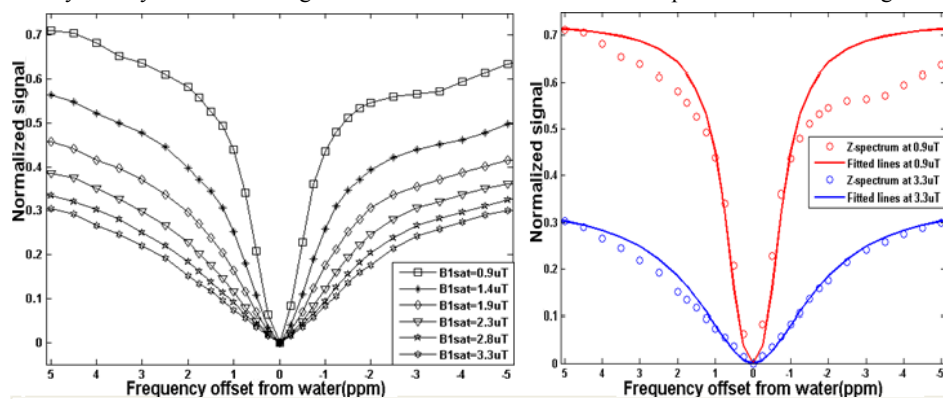 Normalized signal
0.7
0.6
0.5
0.4
0.3
0.2
0.1
0
B1sat=0.9uT
B1sat=1.4uT
B1sat=1.9uT
B1sat=2.3uT
B1sat=2.8uT
B1sat=3.3uT
5 4 3 2 1 0 -1 -2 -3 -4 -5
Frequency offset from water(ppm)
Normalized signal
0.7
0.6
0.5
0.4
0.3
0.2
0.1
0
Z-spectrum at 0.9uT
Fitted lines at 0.9uT
Z-spectrum at 3.3uT
Fitted lines at 3.3uT
5 4 3 2 1 0 -1 -2 -3 -4 -5
Frequency offset from water(ppm)